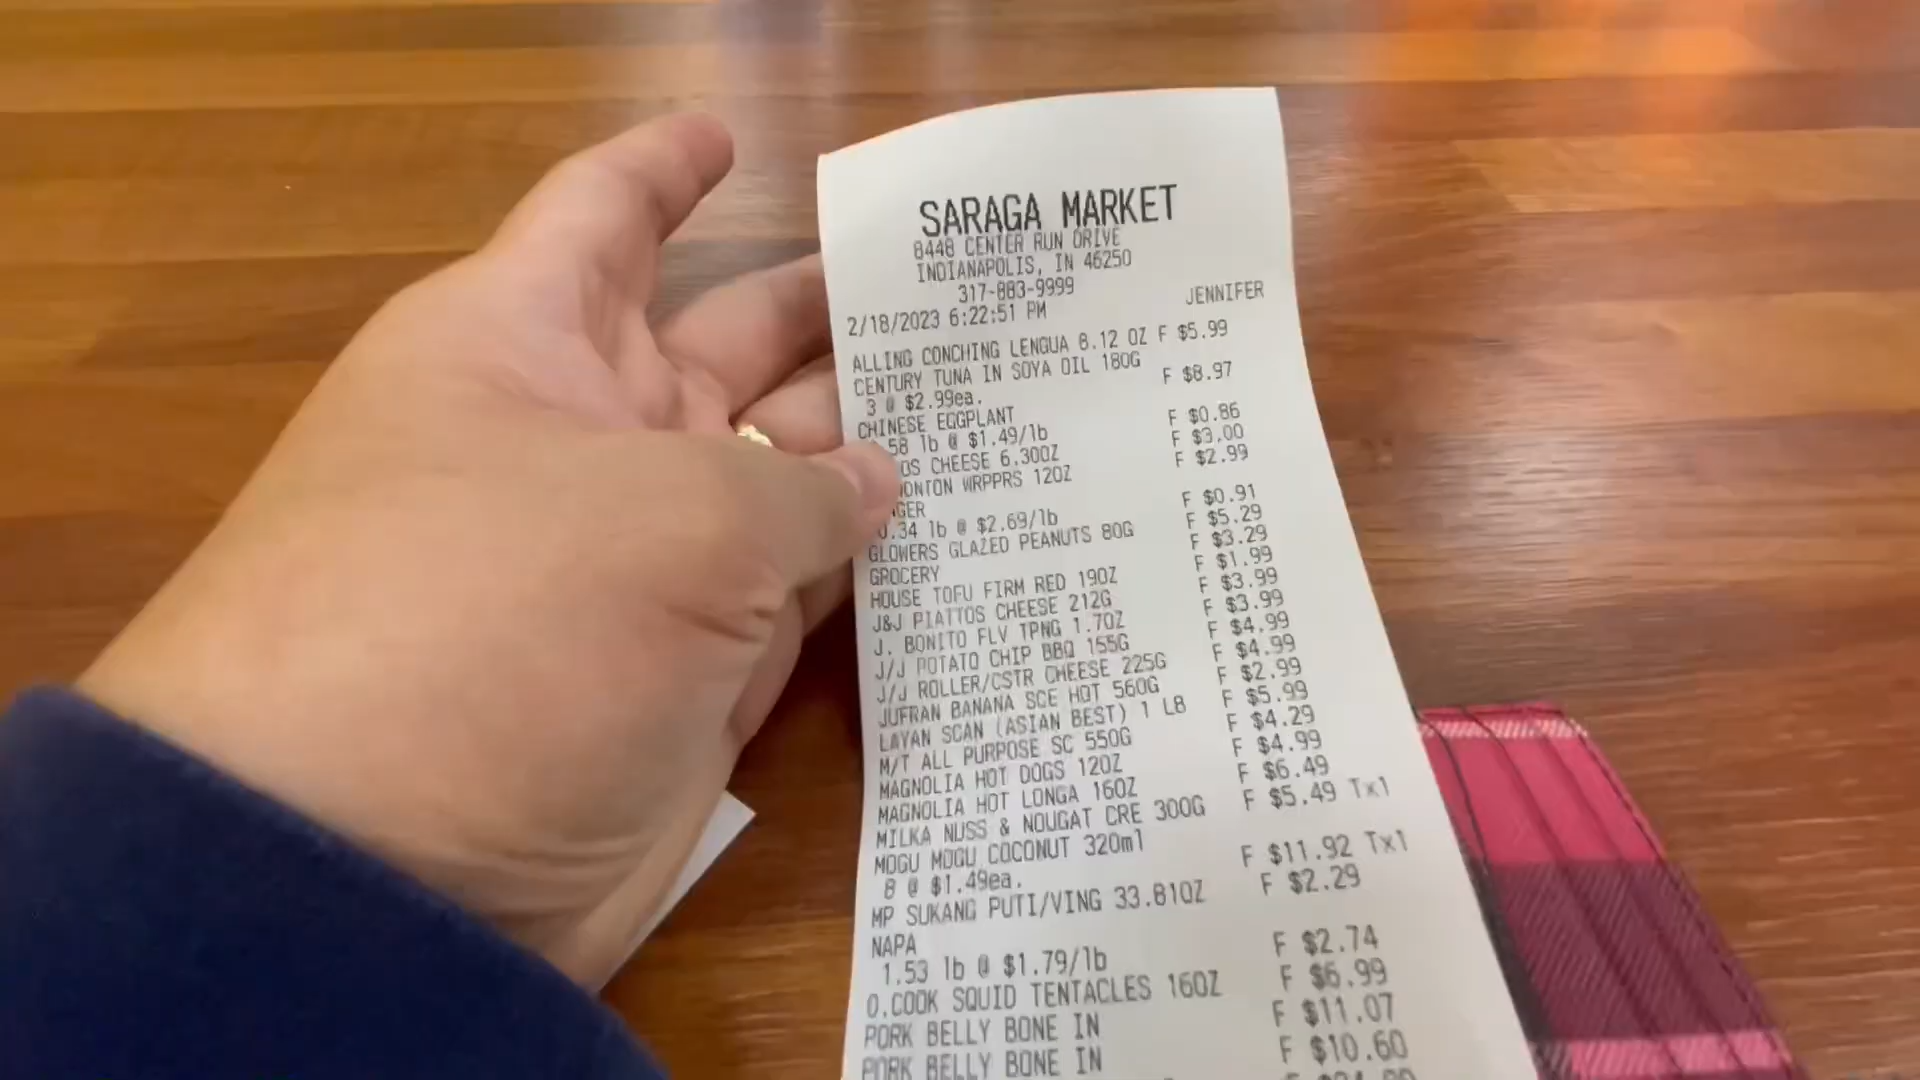 SARAGA MARKET
8448 CENTER RUN DRIVE
INDIANAPOLIS, IN 46250
317-883-9999
2/18/2023 6:22:51 PM JENNIFER
ALLING CONCHING LENGUA 8.12 OZ F $5.99
CENTURY TUNA IN SOYA OIL 180G
3 @ $2.99ea. F $8.97
CHINESE EGGPLANT
.58 lb @ $1.49/lb F $0.86
OS CHEESE 6.30OZ F $3.00
WRPPRS 12OZ F $2.99
GER
0.34 lb @ $2.69/lb F $0.91
GLOWERS GLAZED PEANUTS 80G F $5.29
GROCERY F $3.29
HOUSE TOFU FIRM RED 19OZ F $1.99
J&J PIATTOS CHEESE 212G F $3.99
J. BONITO FLV TPNG 1.7OZ F $3.99
J/J POTATO CHIP BBQ 155G F $4.99
J/J ROLLER/CSTR CHEESE 225G F $4.99
JUFRAN BANANA SCE HOT 560G F $2.99
LAYAN SCAN (ASIAN BEST) 1 LB F $5.99
M/T ALL PURPOSE SC 550G F $4.29
MAGNOLIA HOT DOGS 12OZ F $4.99
MAGNOLIA HOT LONGA 16OZ F $6.49
MILKA NUSS & NOUGAT CRE 300G F $5.49 Tx1
MOGU MOGU COCONUT 320ml
8 @ $1.49ea. F $11.92 Tx1
MP SUKANG PUTI/VING 33.81OZ F $2.29
NAPA
1.53 lb @ $1.79/lb F $2.74
O.COOK SQUID TENTACLES 16OZ F $6.99
PORK BELLY BONE IN F $11.07
PORK BELLY BONE IN F $10.60